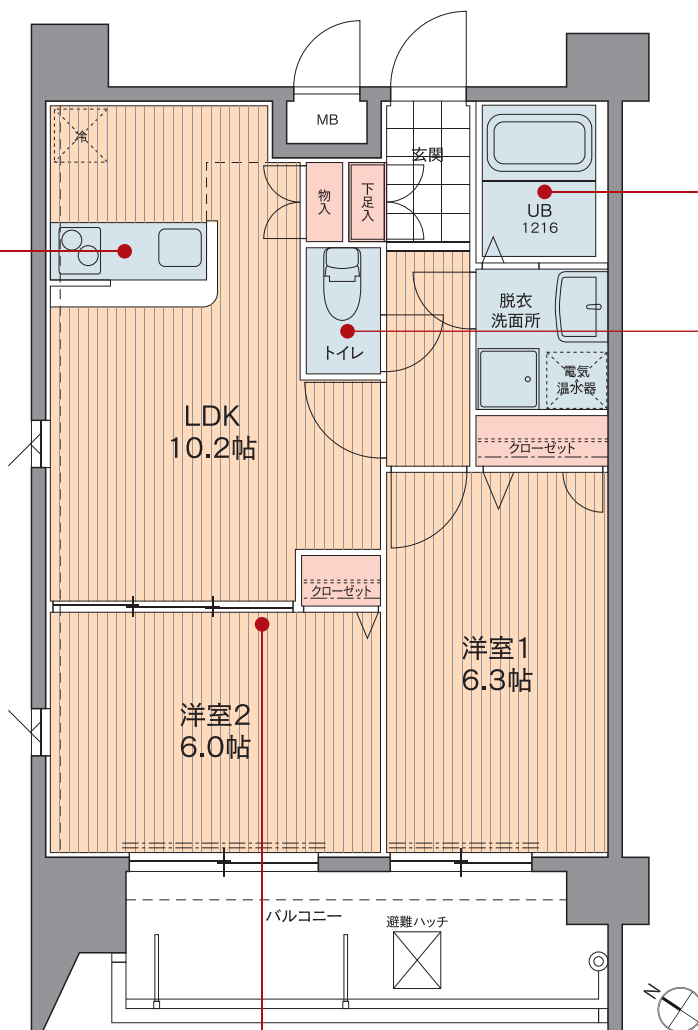 MB
冷
玄関
物入
下足入
UB
1216
脱衣
洗面所
トイレ
電気
温水器
LDK
10.2帖
クローゼット
クローゼット
洋室1
6.3帖
洋室2
6.0帖
バルコニー
避難ハッチ
N